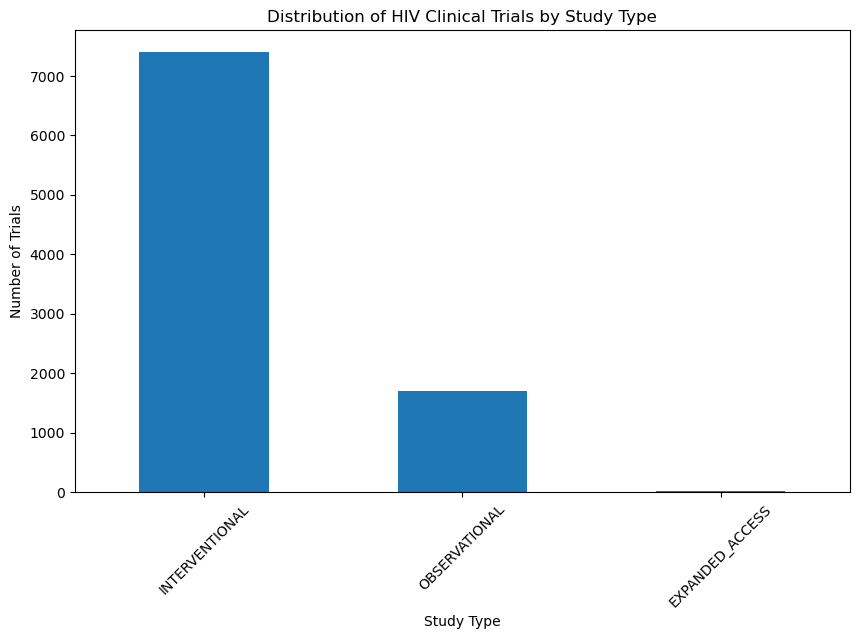 Distribution of HIV Clinical Trials by Study Type
Number of Trials
7000
6000
5000
4000
3000
2000
1000
0
INTERVENTIONAL
OBSERVATIONAL
EXPANDED_ACCESS
Study Type